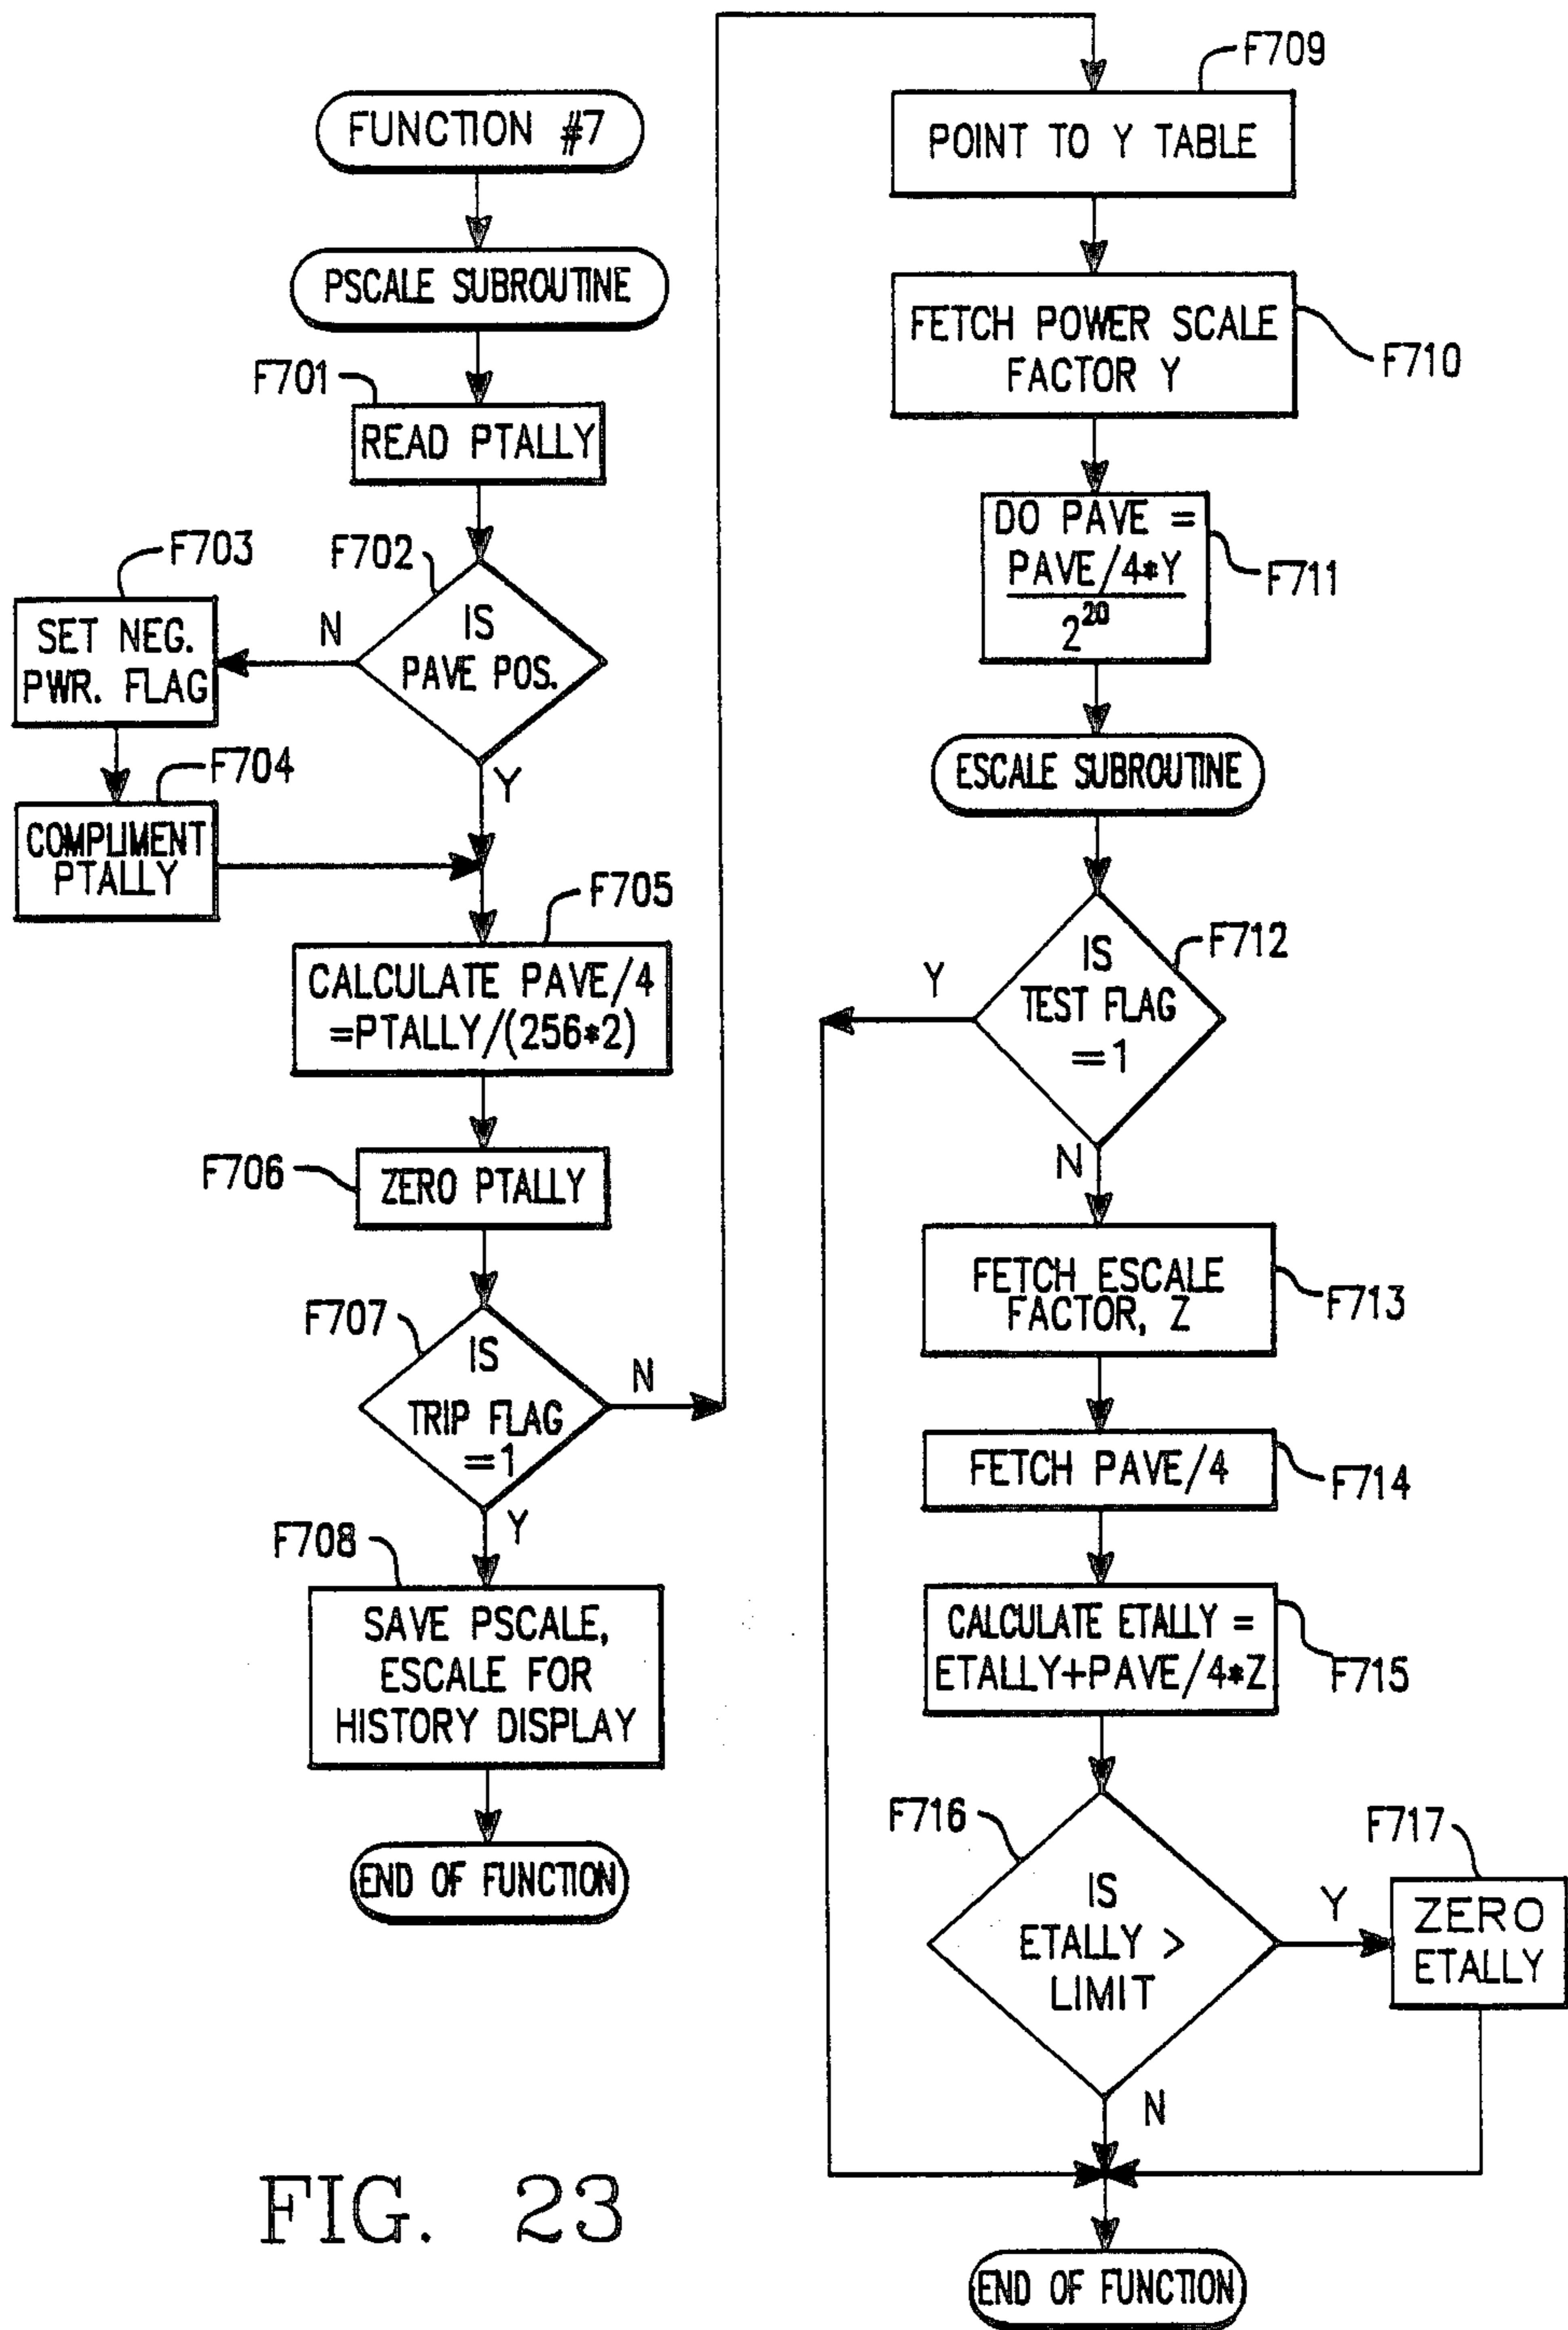 FUNCTION #7
PSCALE SUBROUTINE
F701
READ PTALLY
F702
IS
PAVE POS.
N
Y
F703
SET NEG.
PWR. FLAG
F704
COMPLIMENT
PTALLY
F705
CALCULATE PAVE/4
=PTALLY/(256*2)
F706
ZERO PTALLY
F707
IS
TRIP FLAG
=1
N
Y
F708
SAVE PSCALE,
ESCALE FOR
HISTORY DISPLAY
END OF FUNCTION
F709
POINT TO Y TABLE
FETCH POWER SCALE
FACTOR Y
F710
DO PAVE =
PAVE/4*Y
2^20
F711
ESCALE SUBROUTINE
F712
IS
TEST FLAG
=1
Y
N
FETCH ESCALE
FACTOR, Z
F713
FETCH PAVE/4
F714
CALCULATE ETALLY =
ETALLY+PAVE/4*Z
F715
F716
IS
ETALLY >
LIMIT
Y
N
F717
ZERO
ETALLY
END OF FUNCTION
FIG. 23